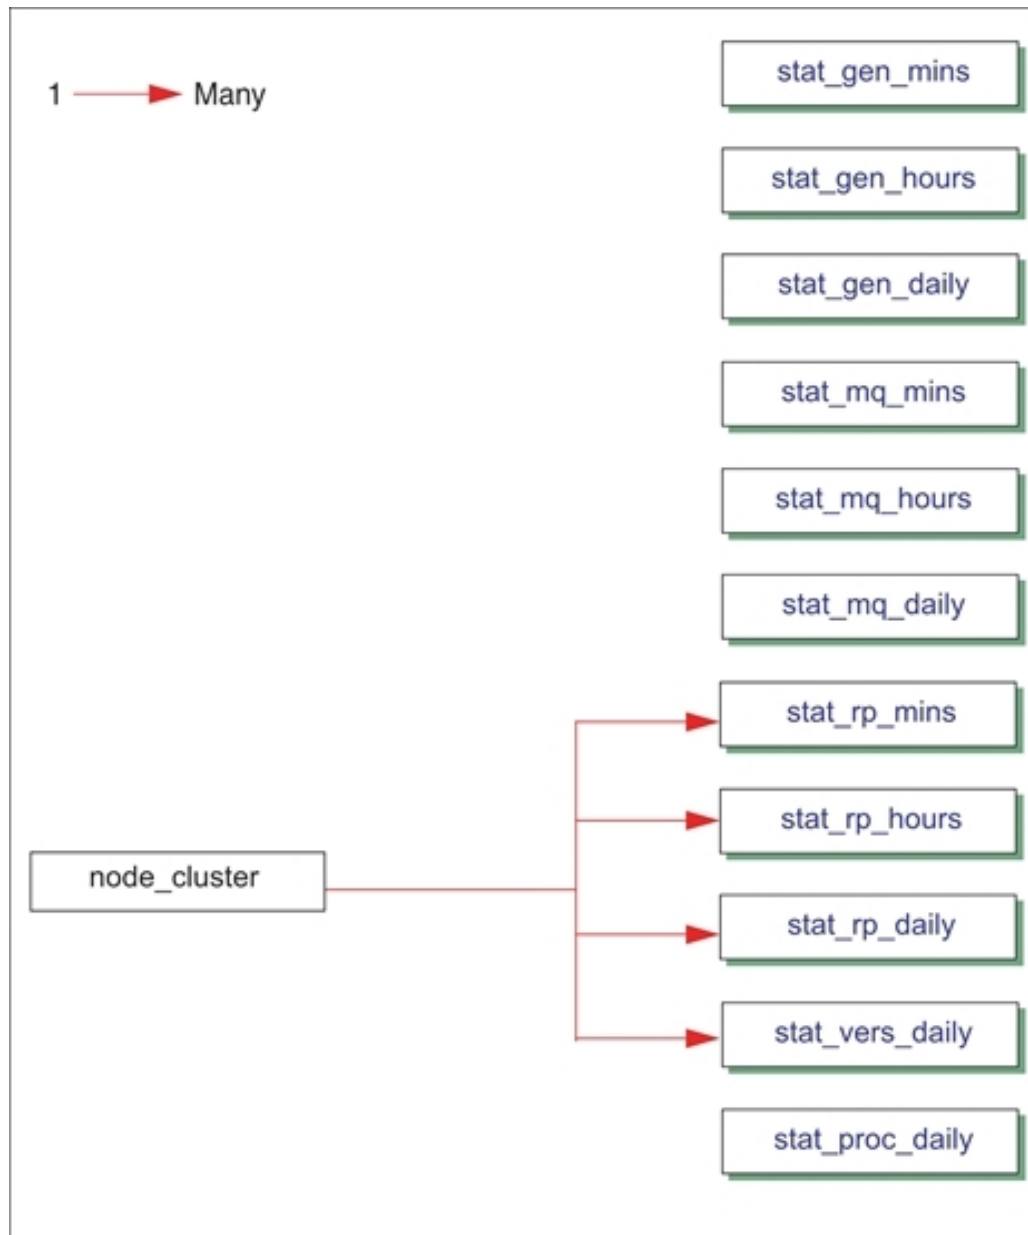 stat_gen_mins
1 Many
stat_gen_hours
stat_gen_daily
stat_mq_mins
stat_mq_hours
stat_mq_daily
stat_rp_mins
stat_rp_hours
node_cluster
stat_rp_daily
stat_vers_daily
stat_proc_daily